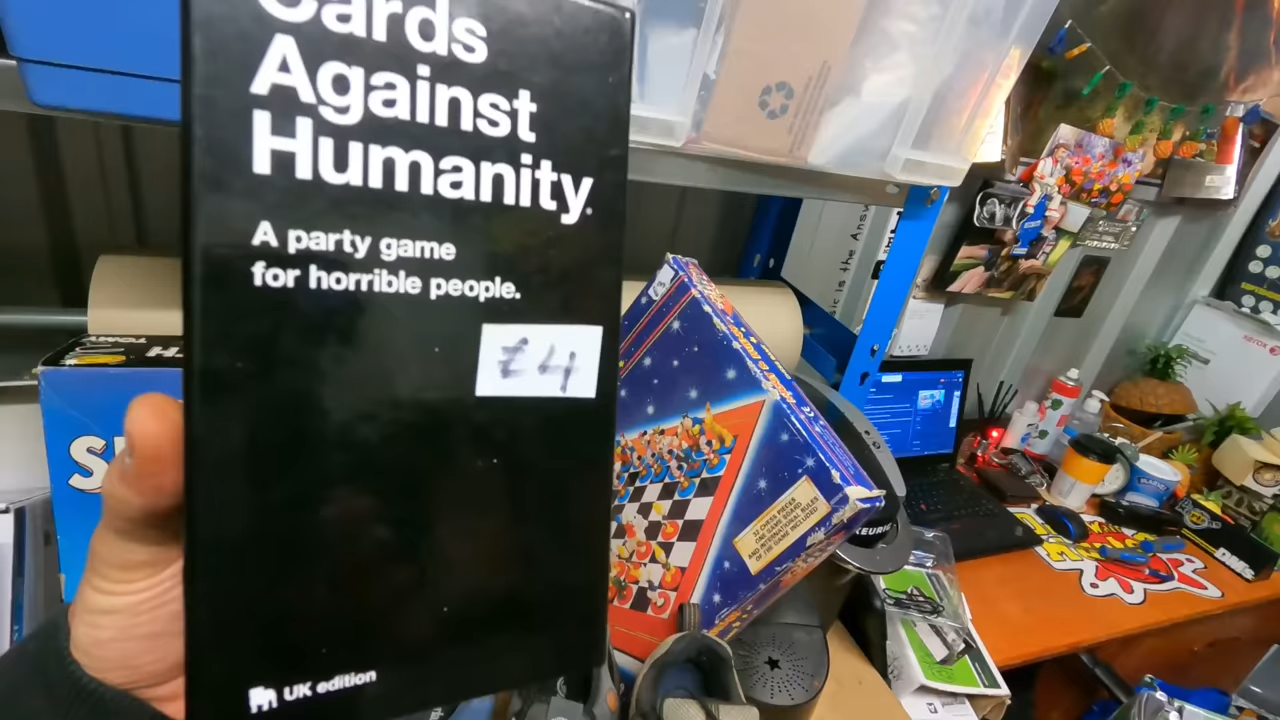 Cards
Against
Humanity
A party game
for horrible people.
£4
UK edition
32 CHESS PIECES
ONE GAME BOARD
AND INTERNATIONAL RULES
OF THE GAME INCLUDED
KEURIG
xerox